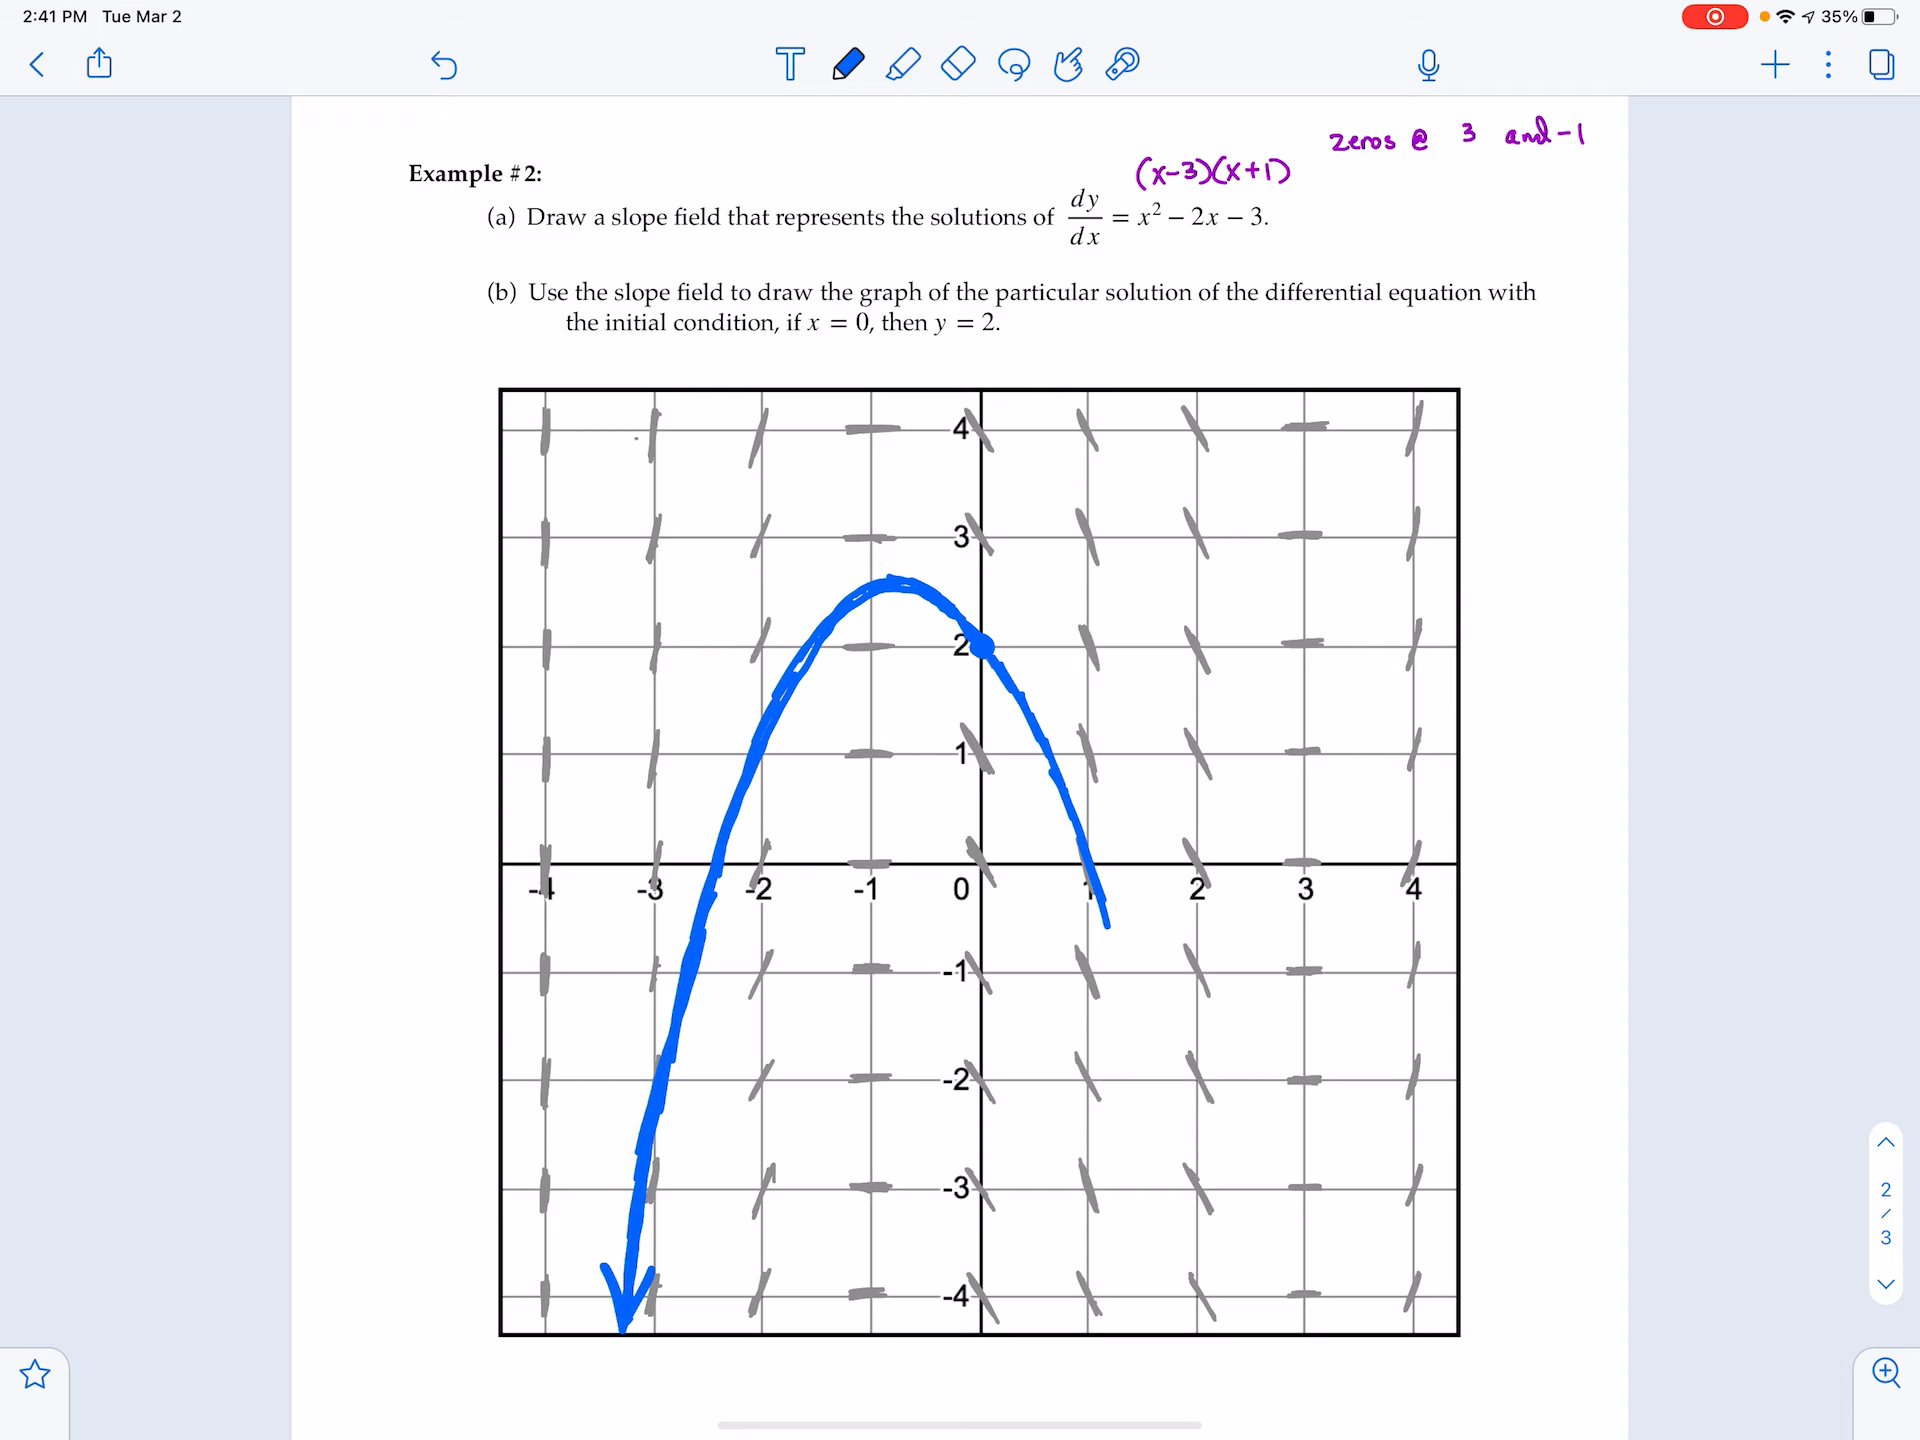 2:41 PM Tue Mar 2
35%
zeros @ 3 and -1
(x-3)(x+1)
Example #2:
(a) Draw a slope field that represents the solutions of dy/dx = x² − 2x − 3.
(b) Use the slope field to draw the graph of the particular solution of the differential equation with
the initial condition, if x = 0, then y = 2.
4
3
2
1
-4 -3 -2 -1 0 1 2 3 4
-1
-2
-3
-4
2
/
3